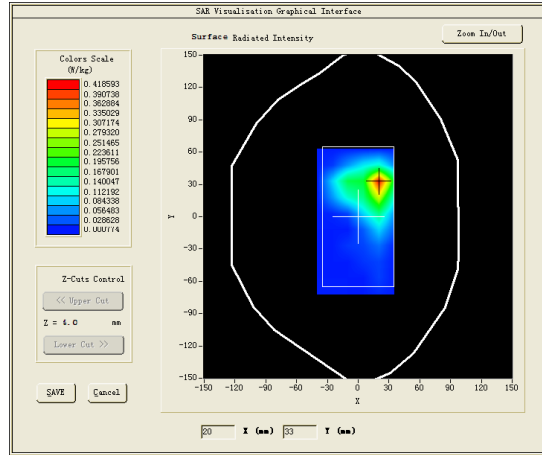 SAR Visualisation Graphical Interface
Surface Radiated Intensity
Zoom In/Out
Colors Scale
(W/kg)
0.418593
0.390738
0.362884
0.335029
0.307174
0.279320
0.251465
0.223611
0.195756
0.167901
0.140047
0.112192
0.084338
0.056483
0.028628
0.000774
150
120
90
60
30
0
-30
-60
-90
-120
-150
Y
-150 -120 -90 -60 -30 0 30 60 90 120 150
X
Z-Cuts Control
<< Upper Cut
Z = 4.0 mm
Lower Cut >>
SAVE Cancel
20 X (mm) 33 Y (mm)